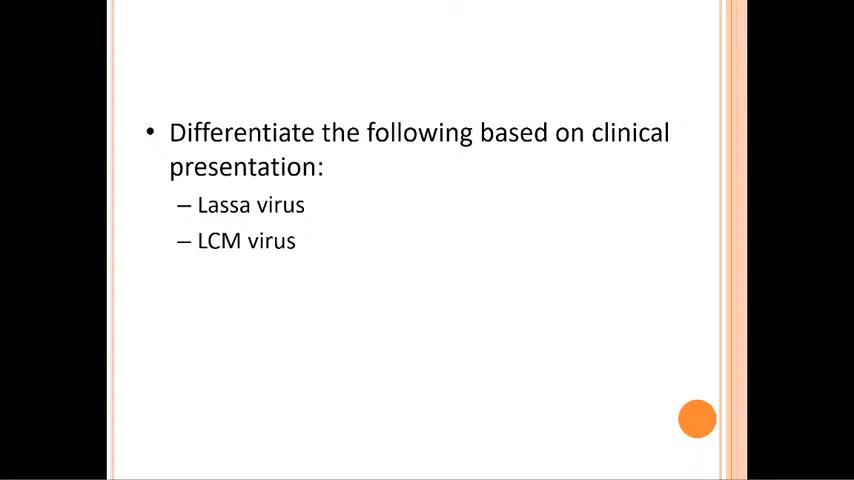 • Differentiate the following based on clinical
presentation:
– Lassa virus
– LCM virus